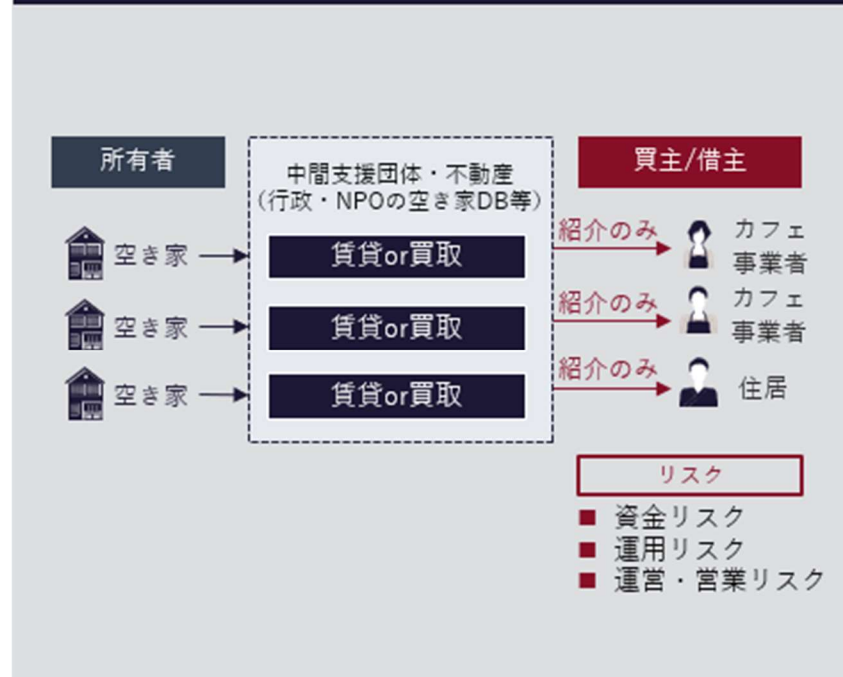 所有者
中間支援団体・不動産
（行政・NPOの空き家DB等）
買主/借主
空き家
賃貸or買取
紹介のみ
カフェ
事業者
空き家
賃貸or買取
紹介のみ
カフェ
事業者
空き家
賃貸or買取
紹介のみ
住居
リスク
■ 資金リスク
■ 運用リスク
■ 運営・営業リスク